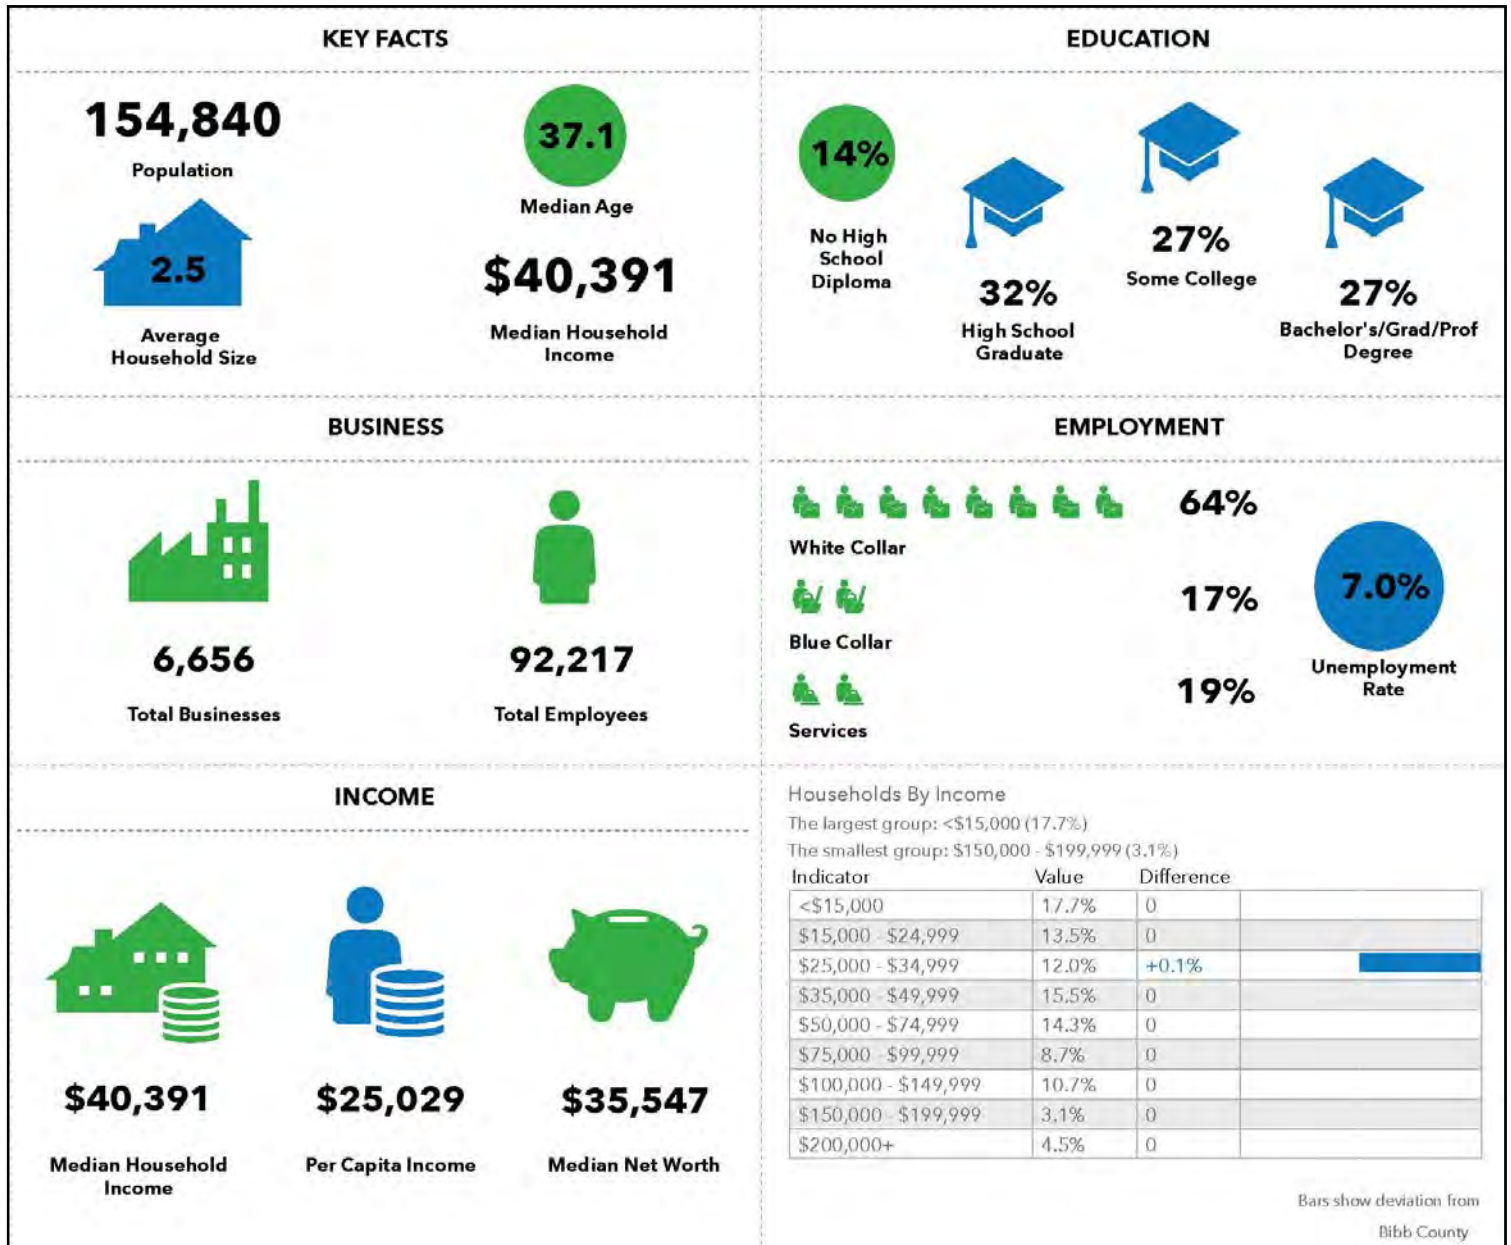 KEY FACTS
154,840
Population
37.1
Median Age
2.5
Average
Household Size
$40,391
Median Household
Income
EDUCATION
14%
No High
School
Diploma
32%
High School
Graduate
27%
Some College
27%
Bachelor's/Grad/Prof
Degree
BUSINESS
6,656
Total Businesses
92,217
Total Employees
EMPLOYMENT
64%
White Collar
17%
Blue Collar
19%
Services
7.0%
Unemployment
Rate
INCOME
$40,391
Median Household
Income
$25,029
Per Capita Income
$35,547
Median Net Worth
Households By Income
The largest group: <$15,000 (17.7%)
The smallest group: $150,000 - $199,999 (3.1%)
Indicator Value Difference
<$15,000 17.7% 0
$15,000 - $24,999 13.5% 0
$25,000 - $34,999 12.0% +0.1%
$35,000 - $49,999 15.5% 0
$50,000 - $74,999 14.3% 0
$75,000 - $99,999 8.7% 0
$100,000 - $149,999 10.7% 0
$150,000 - $199,999 3.1% 0
$200,000+ 4.5% 0
Bars show deviation from
Bibb County